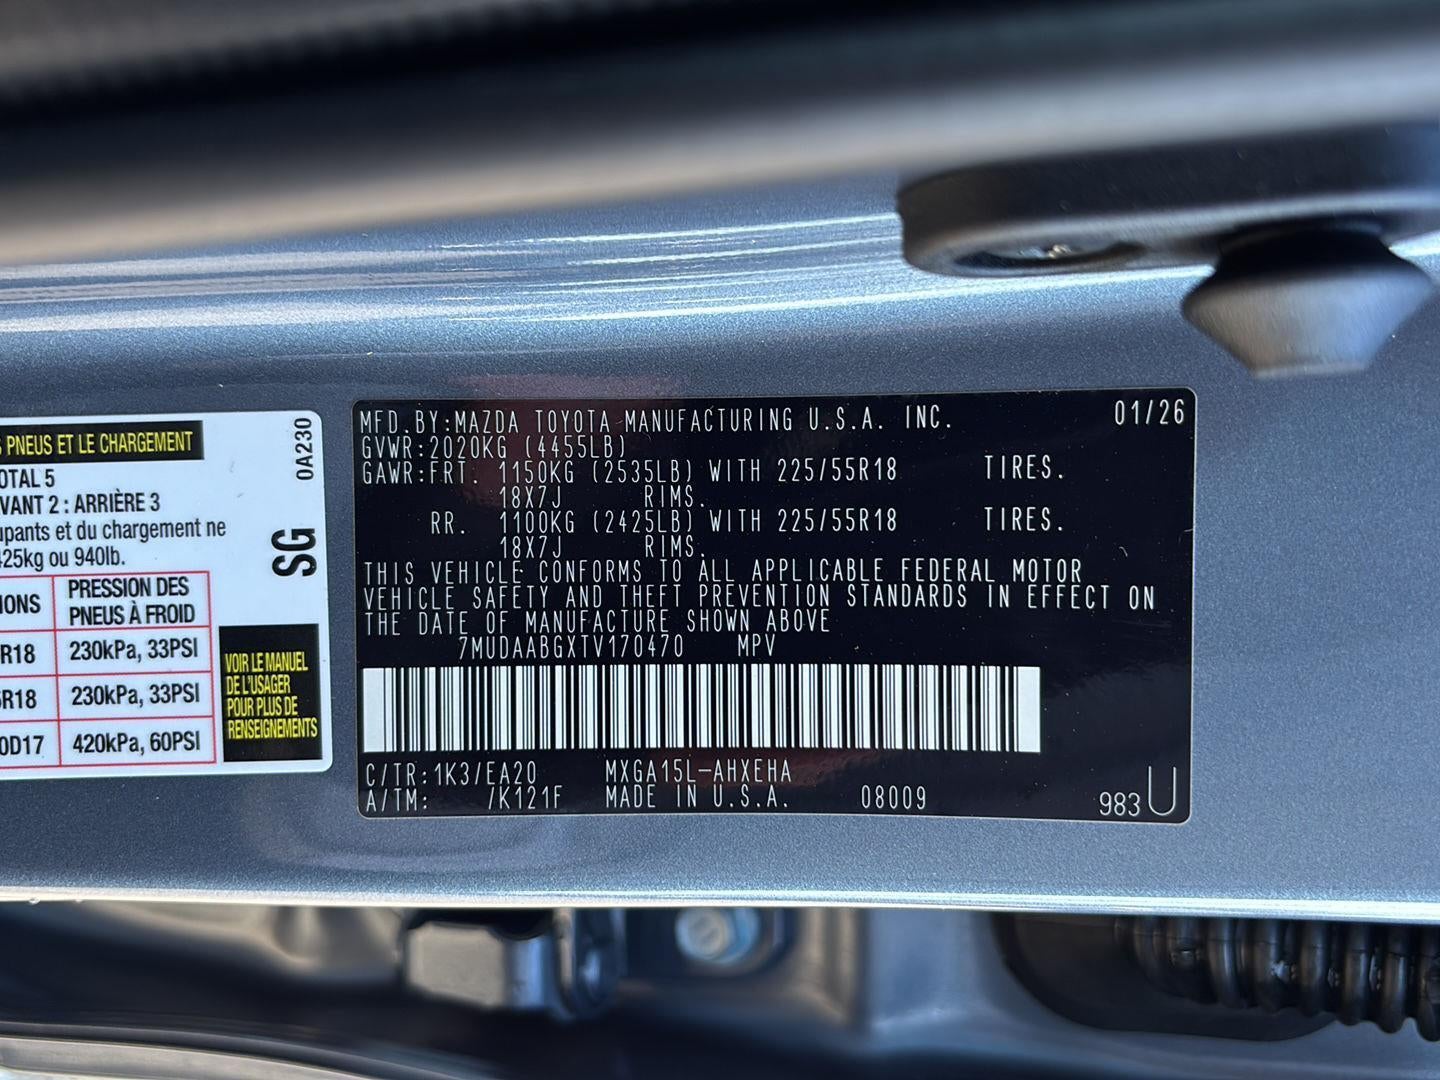 PNEUS ET LE CHARGEMENT
0A230
OTAL 5
VANT 2 : ARRIÈRE 3
upants et du chargement ne
425kg ou 940lb.
SG
IONS PRESSION DES PNEUS À FROID
R18 230kPa, 33PSI
R18 230kPa, 33PSI
0D17 420kPa, 60PSI
VOIR LE MANUEL
DE L'USAGER
POUR PLUS DE
RENSEIGNEMENTS
MFD.BY:MAZDA TOYOTA MANUFACTURING U.S.A. INC. 01/26
GVWR:2020KG (4455LB)
GAWR:FRT. 1150KG (2535LB) WITH 225/55R18 TIRES.
18X7J RIMS.
RR. 1100KG (2425LB) WITH 225/55R18 TIRES.
18X7J RIMS.
THIS VEHICLE CONFORMS TO ALL APPLICABLE FEDERAL MOTOR
VEHICLE SAFETY AND THEFT PREVENTION STANDARDS IN EFFECT ON
THE DATE OF MANUFACTURE SHOWN ABOVE
7MUDAABGXTV170470 MPV
C/TR:1K3/EA20 MXGA15L-AHXEHA
A/TM: /K121F MADE IN U.S.A. 08009 983 U